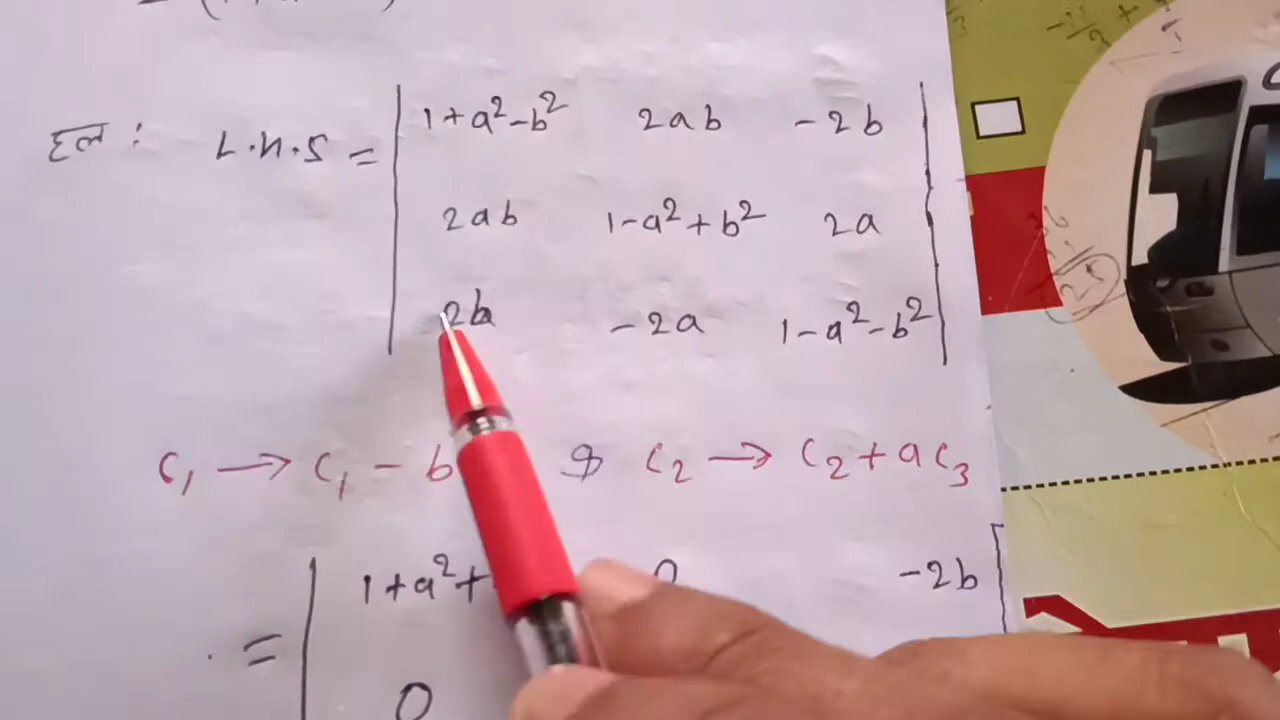 हल : L.H.S = | 1+a²-b² 2ab -2b |
| 2ab 1-a²+b² 2a |
| 2b -2a 1-a²-b² |
C₁ → C₁ - b & C₂ → C₂ + aC₃
= | 1+a²+ 0 -2b |
0